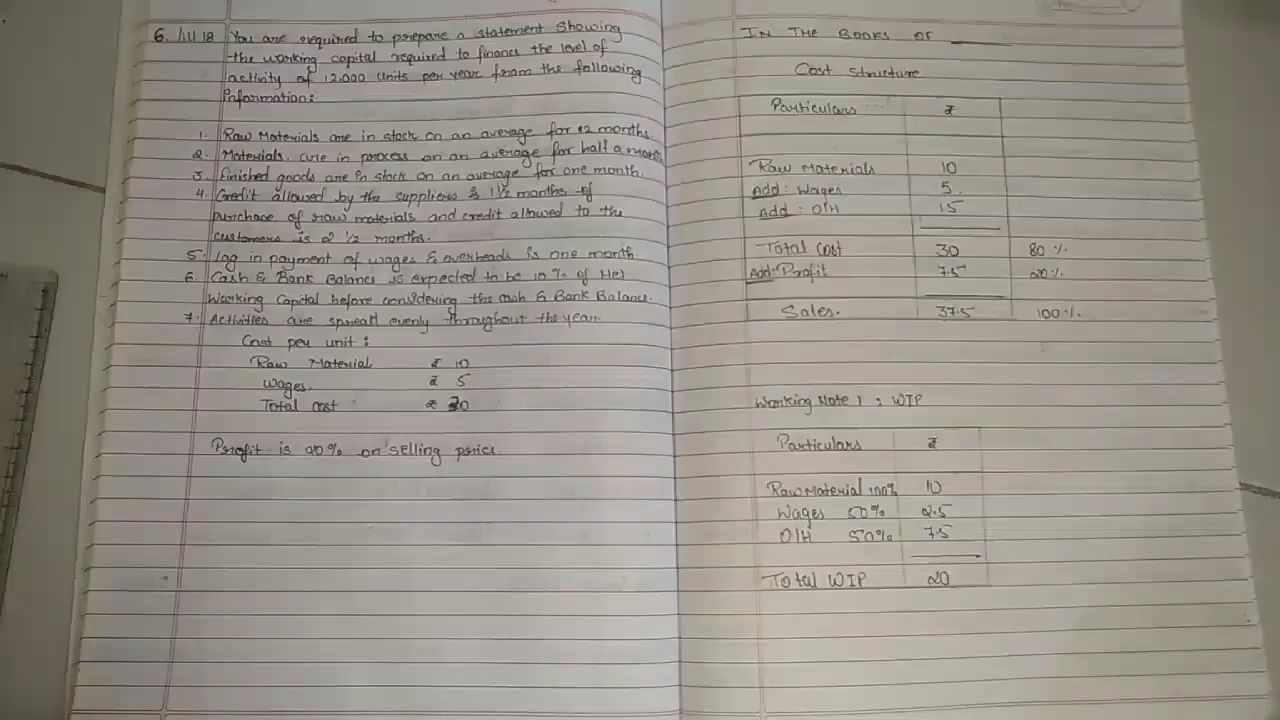 6. Ill 18 You are required to prepare a statement showing
the working capital required to finance the level of
activity of 12,000 units per year from the following
Information:
1. Raw Materials are in stock on an average for 12 months.
2. Materials are in process on an average for half a month
3. Finished goods are in stock on an average for one month.
4. Credit allowed by the suppliers is 1 1/2 months of
purchase of raw materials and credit allowed to the
customers is 2 1/2 months.
5. Lag in payment of wages & overheads is one month.
6. Cash & Bank Balance is expected to be 10% of Net
Working Capital before considering the cash & Bank Balance.
7. Activities are spread evenly throughout the year.
Cost per unit :
Raw Material ₹ 10
Wages. ₹ 5
Total cost ₹ 30
Profit is 20% on selling price
IN THE BOOKS OF ______
Cost Structure
Particulars ₹
Raw Materials 10
Add: Wages 5
Add: O/H 15
Total Cost 30 80%
Add: Profit 7.5 20%
Sales. 37.5 100%
Working Note 1 : WIP
Particulars ₹
Raw Material 100% 10
Wages 50% 2.5
O/H 50% 7.5
Total WIP 20